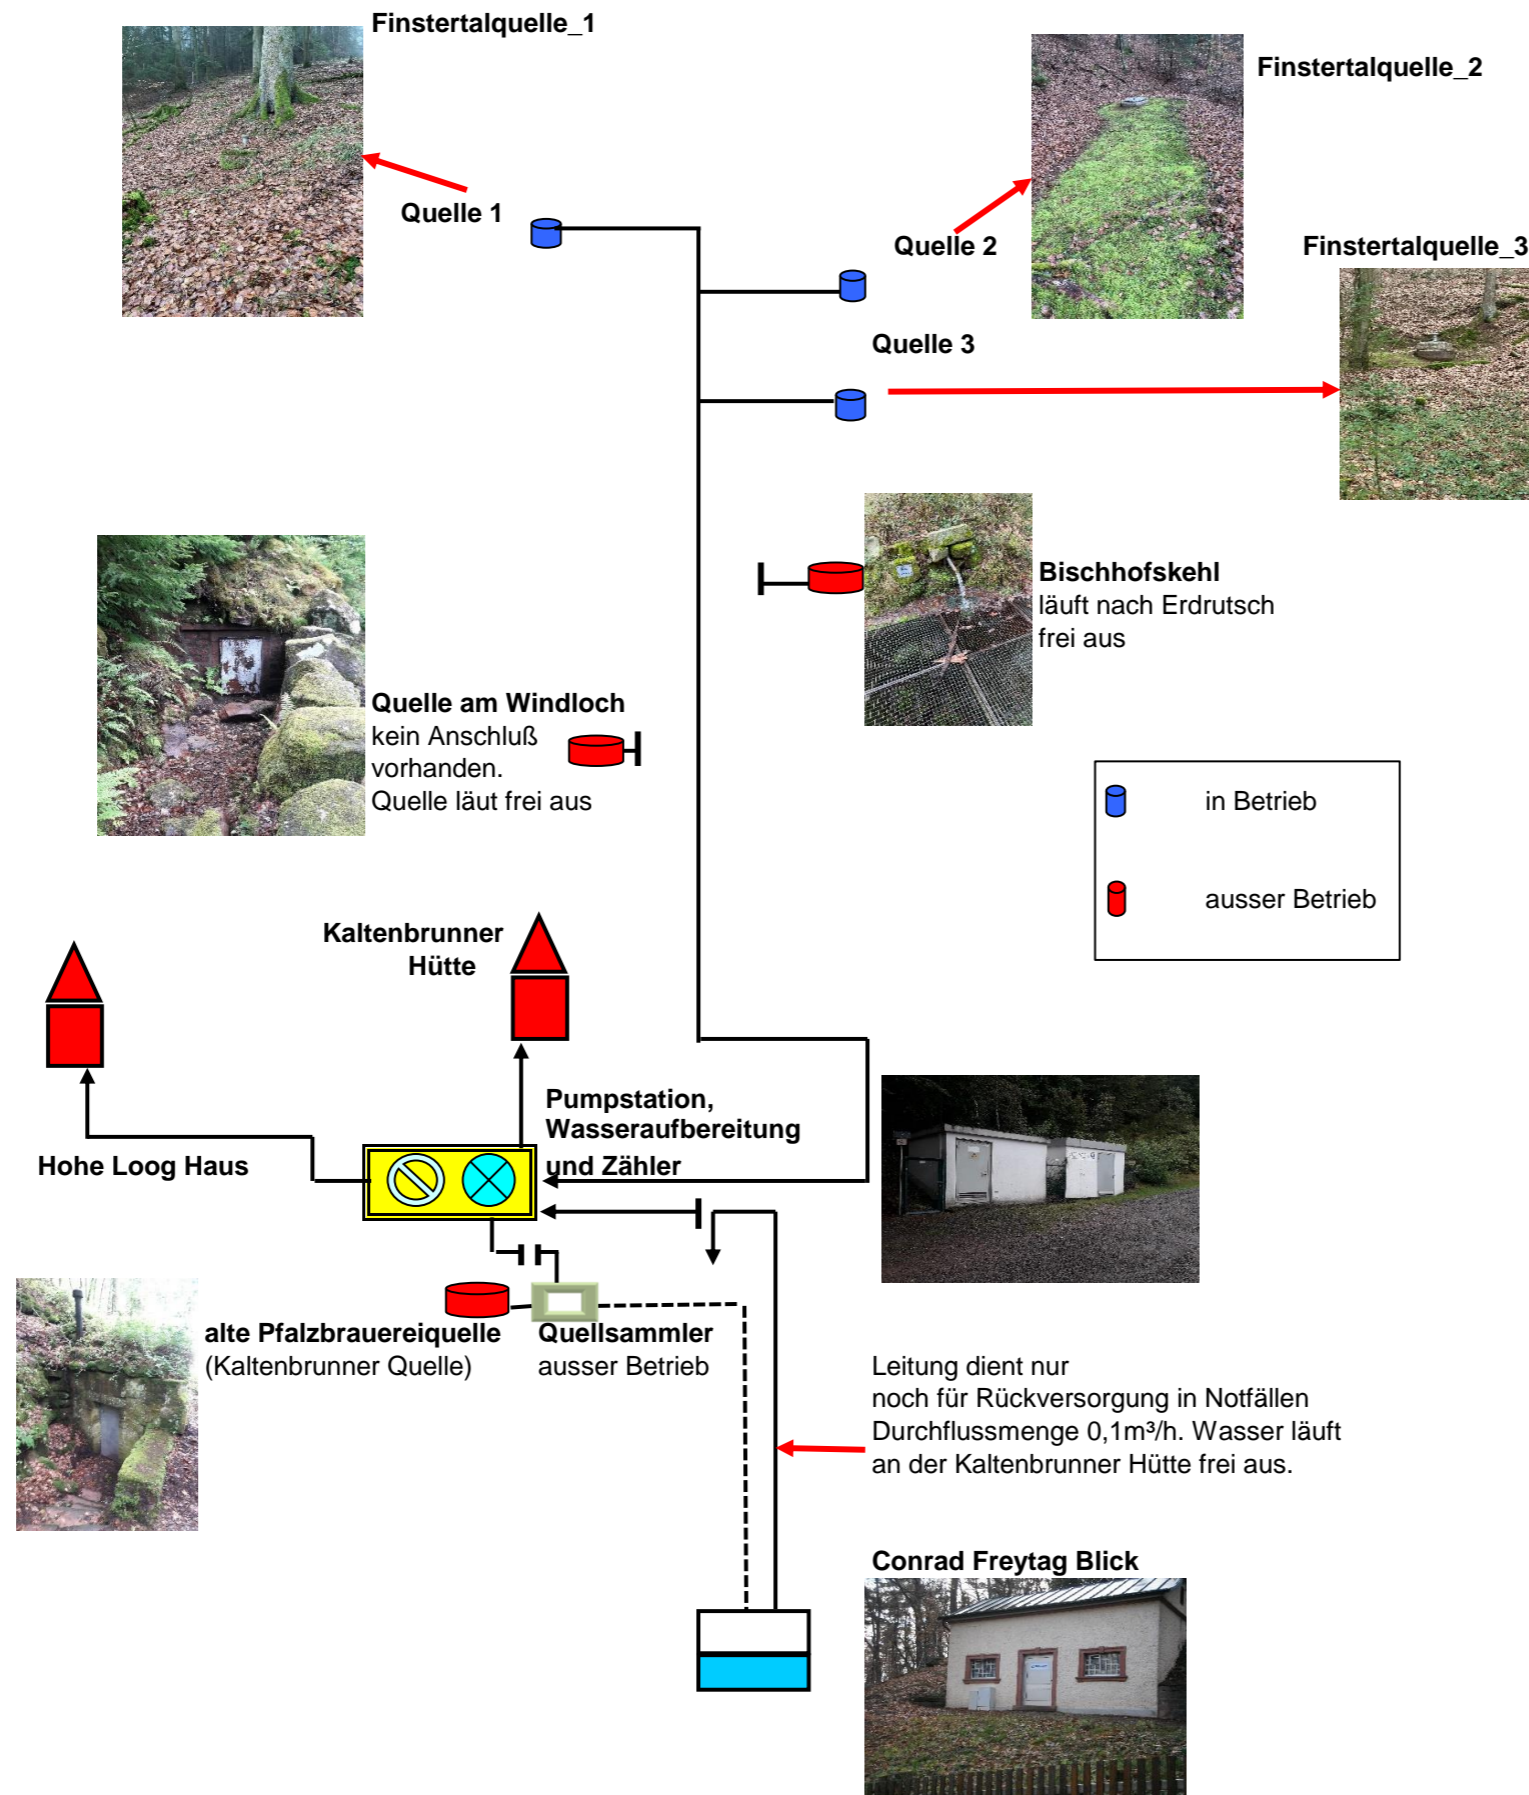 Finstertalquelle_1
Finstertalquelle_2
Quelle 1
Quelle 2
Finstertalquelle_3
Quelle 3
Bischhofskehl
läuft nach Erdrutsch
frei aus
Quelle am Windloch
kein Anschluß
vorhanden.
Quelle läut frei aus
in Betrieb
ausser Betrieb
Kaltenbrunner
Hütte
Pumpstation,
Wasseraufbereitung
und Zähler
Hohe Loog Haus
alte Pfalzbrauereiquelle
(Kaltenbrunner Quelle)
Quellsammler
ausser Betrieb
Leitung dient nur
noch für Rückversorgung in Notfällen
Durchflussmenge 0,1m³/h. Wasser läuft
an der Kaltenbrunner Hütte frei aus.
Conrad Freytag Blick